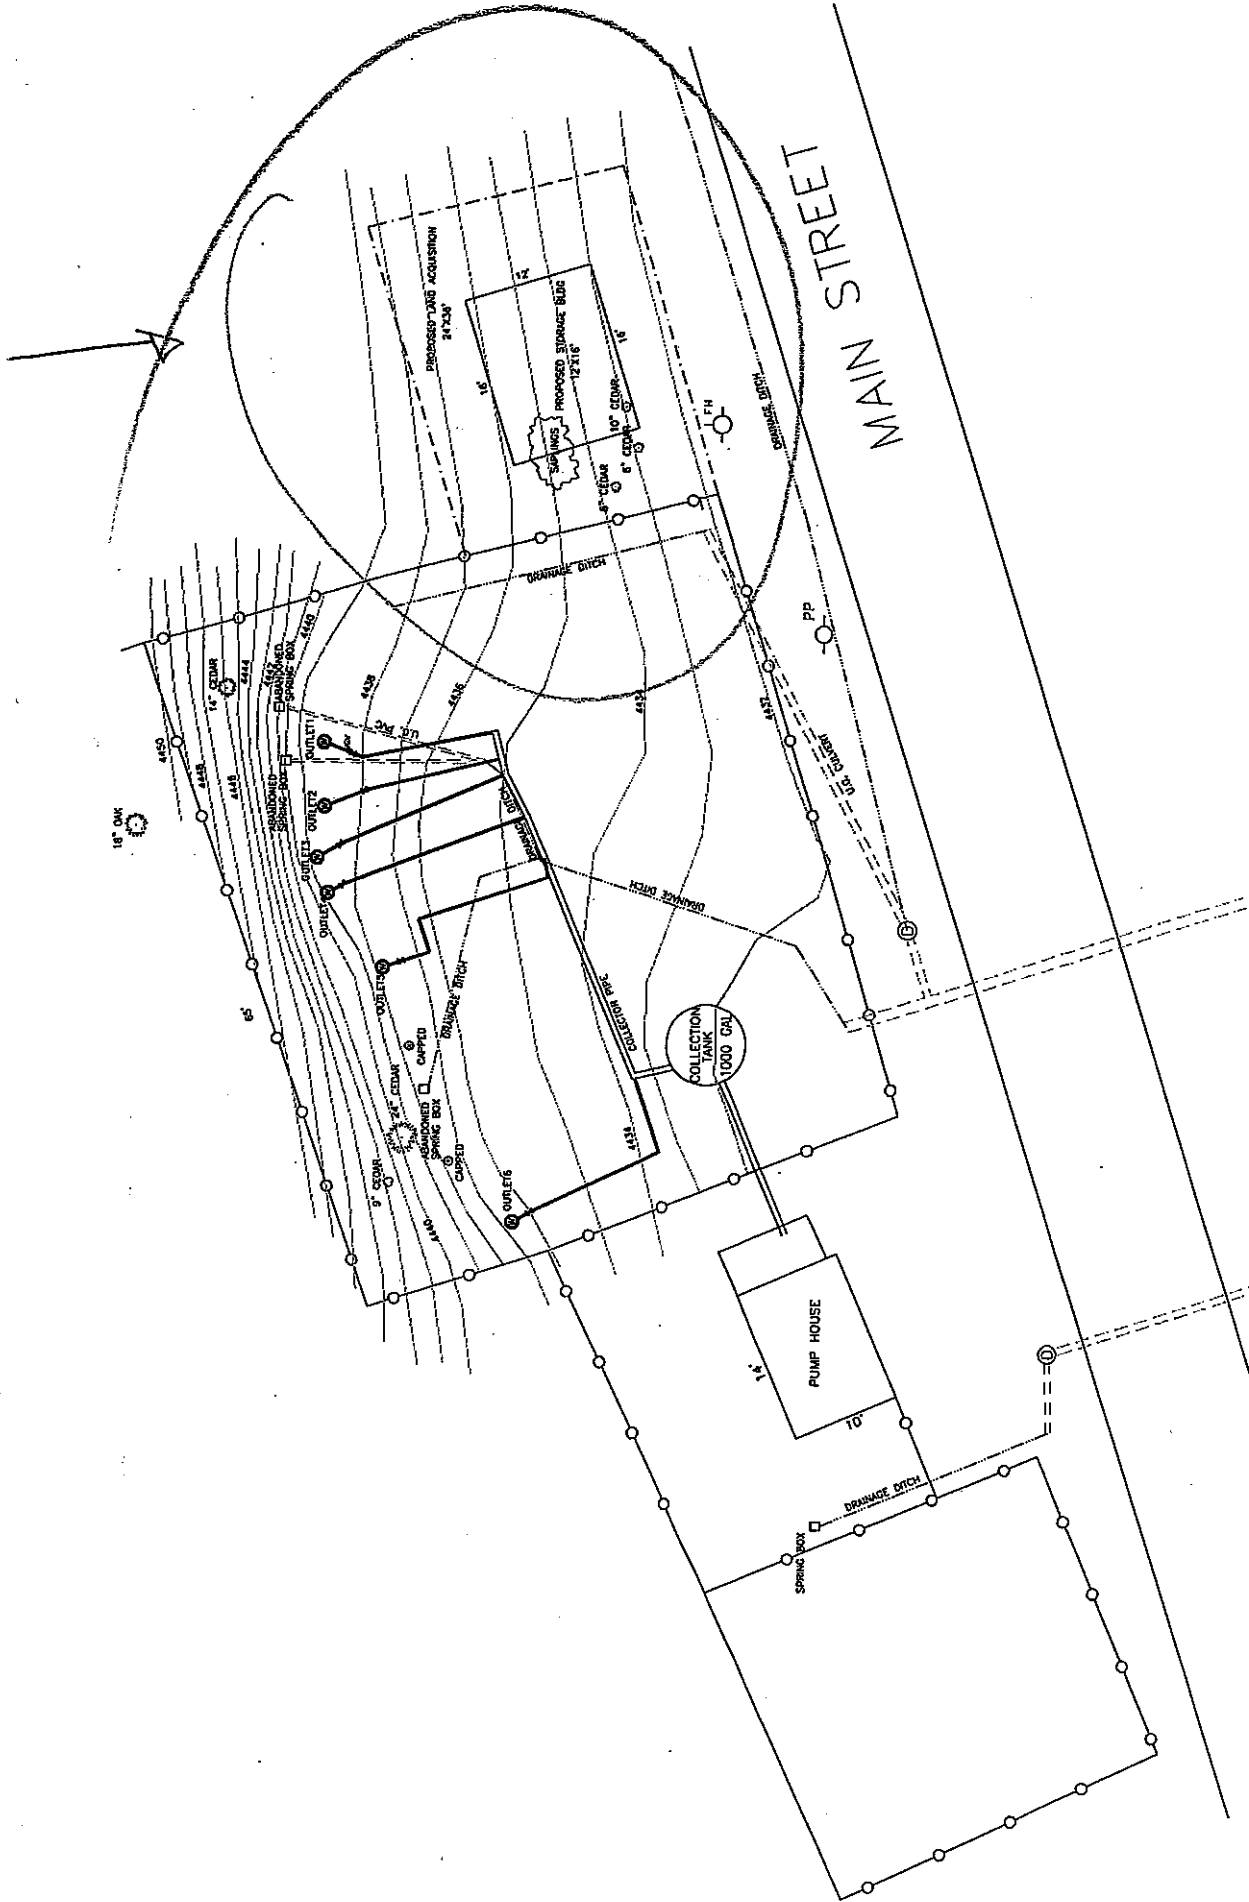 MAIN STREET
PROPOSED LAND ACQUISITION
24'X36'
12'
16'
PROPOSED STORAGE BLDG
12'X16'
16'
SAPLINGS
10" CEDAR
6" CEDAR
6" CEDAR
FH
DRAINAGE DITCH
DRAINAGE DITCH
PP
U.G. CULVERT
4432
4434
4436
4438
4440
4442
4444
4446
4448
4450
14" CEDAR
18" OAK
65'
ABANDONED
SPRING BOX
ABANDONED
SPRING BOX
U.G. PVC
OUTLET1
OUTLET2
OUTLET3
OUTLET4
OUTLET5
DRAINAGE DITCH
DRAINAGE DITCH
DRAINAGE DITCH
COLLECTOR PIPE
CAPPED
24" CEDAR
ABANDONED
SPRING BOX
CAPPED
9" CEDAR
4440
OUTLET6
4436
COLLECTION
TANK
1000 GAL
D
PUMP HOUSE
14'
10'
D
DRAINAGE DITCH
SPRING BOX